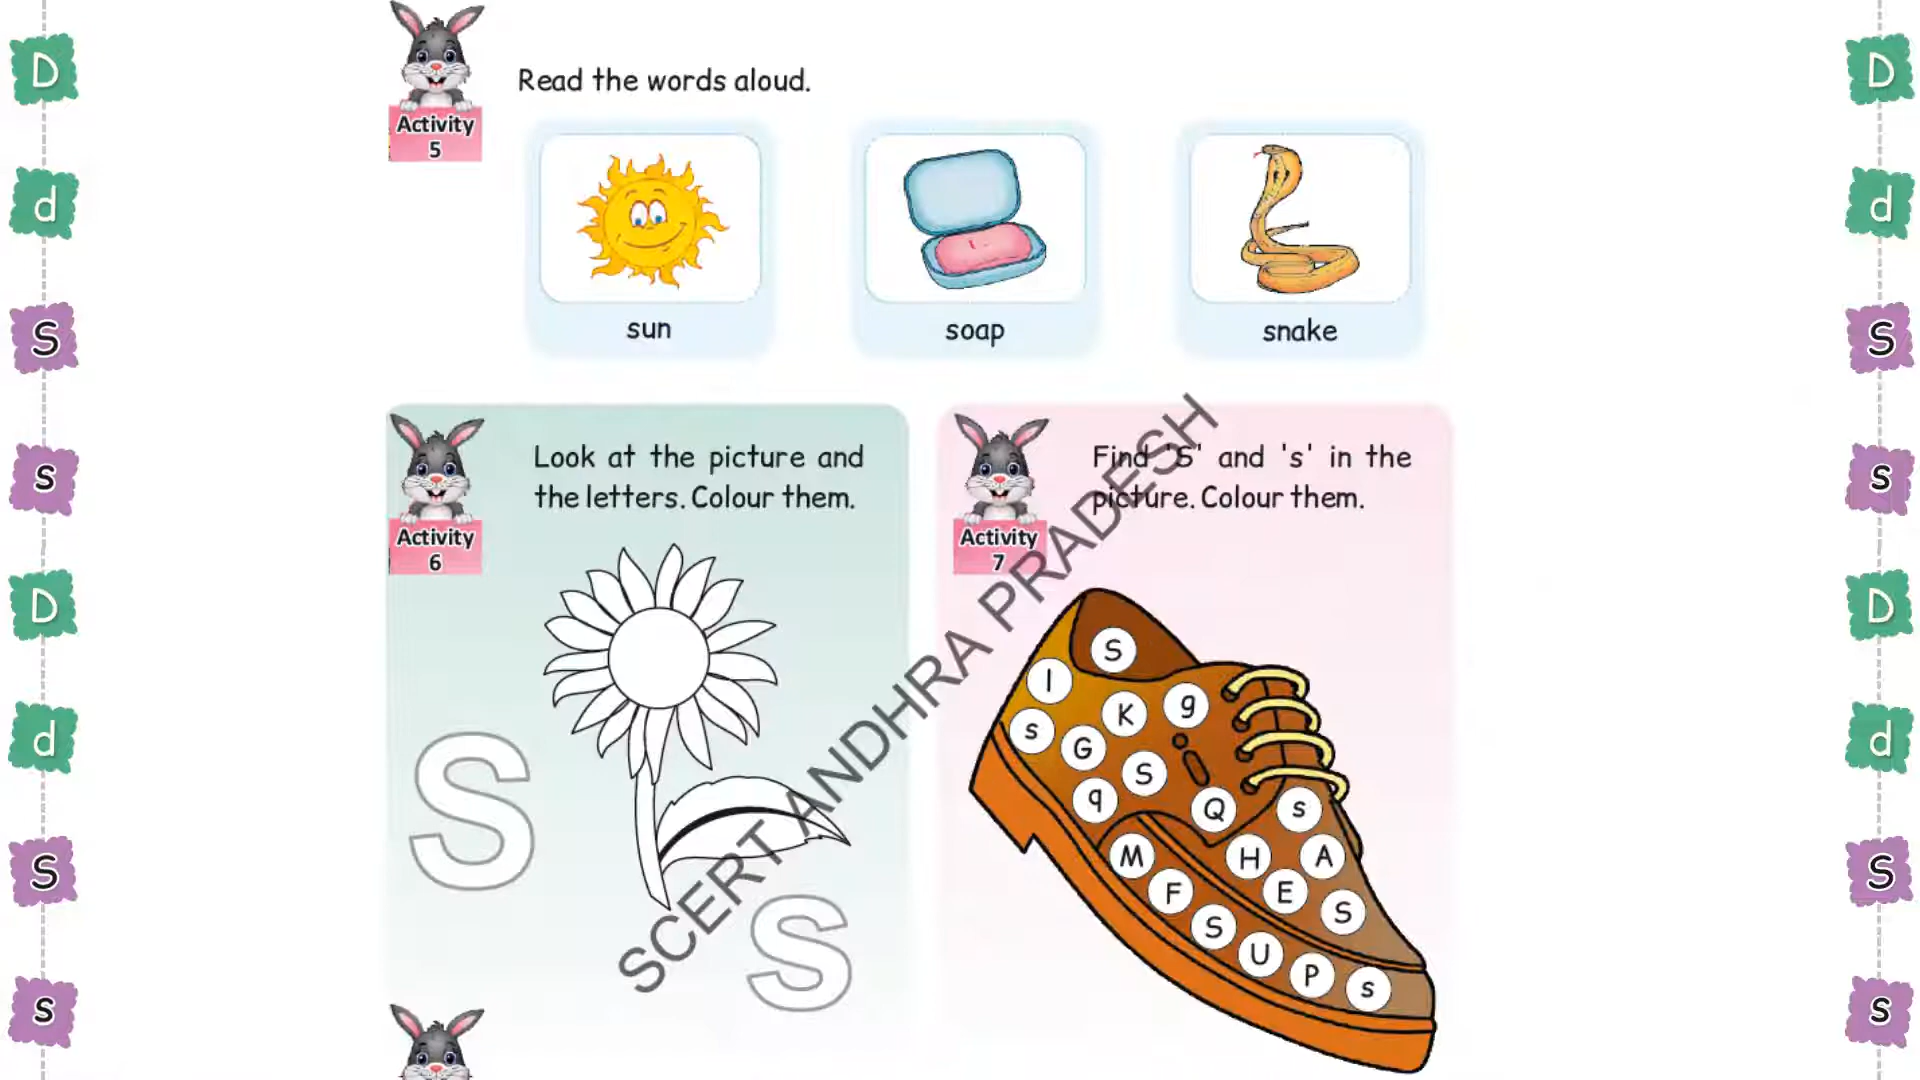 D
d
S
s
D
d
S
s
Activity
5
Read the words aloud.
sun
soap
snake
Activity
6
Look at the picture and
the letters. Colour them.
S
s
Activity
7
Find 'S' and 's' in the
picture. Colour them.
S
l
K
g
s
G
S
q
Q
s
M
H
A
F
E
S
S
U
P
s
SCERT ANDHRA PRADESH
D
d
S
s
D
d
S
s